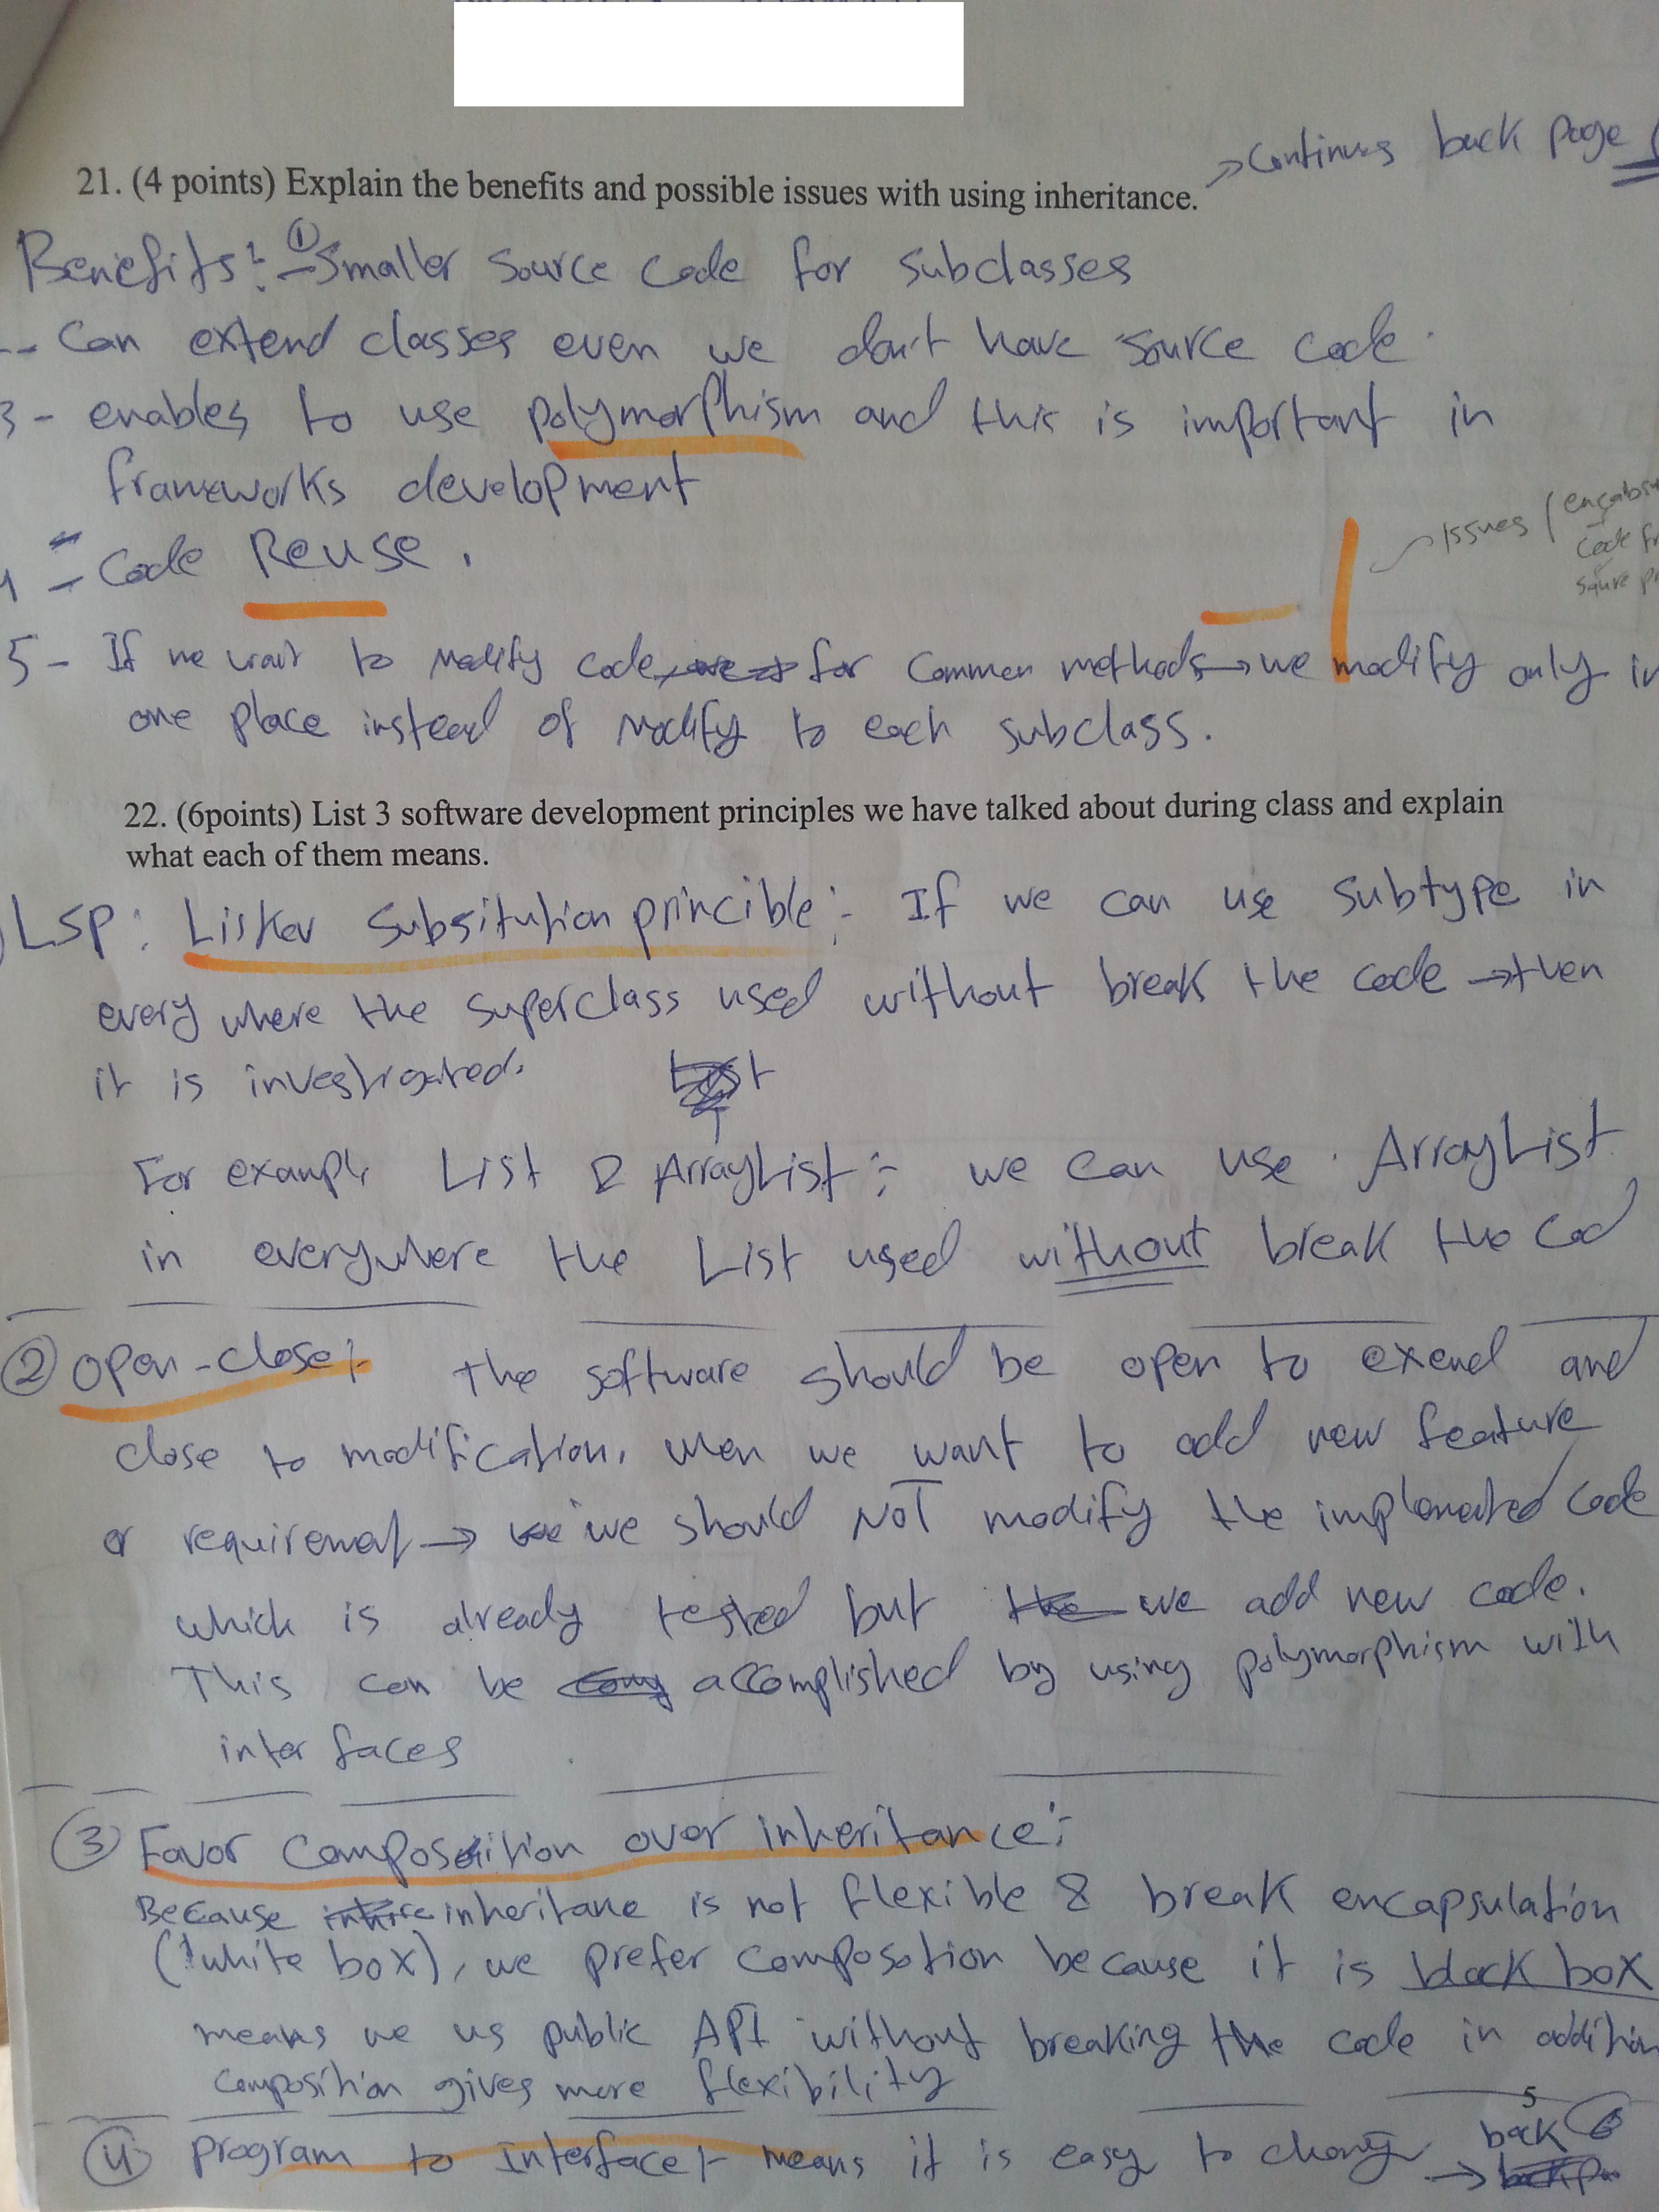 → Continues back page
21. (4 points) Explain the benefits and possible issues with using inheritance.
Benefits: ① - Smaller source code for subclasses
-- Can extend classes even we don't have source code.
3 - enables to use polymorphism and this is important in
frameworks development
4 - Code Reuse.
→ issues (
Code
5 - If we want to modify code for common methods → we modify only in
one place instead of modify to each subclass.
22. (6points) List 3 software development principles we have talked about during class and explain
what each of them means.
LSP: Liskov Subsitution princible:- If we can use subtype in
every where the superclass used without break the code → then
it is investigated.
For example List & ArrayList:- we can use ArrayList
in everywhere the List used without break the cod
② open-close:- the software should be open to exend and
close to modification. when we want to add new feature
or requirement → we should NOT modify the implemented code
which is already tested but we add new code.
This can be accomplished by using polymorphism with
interfaces
③ Favor Composition over inheritance:-
Because inheritane is not flexible & break encapsulation
(white box), we prefer composotion because it is black box
means we us public API without breaking the code in addition
composition gives more flexibility
5
④ program to Interface:- means it is easy to change → back